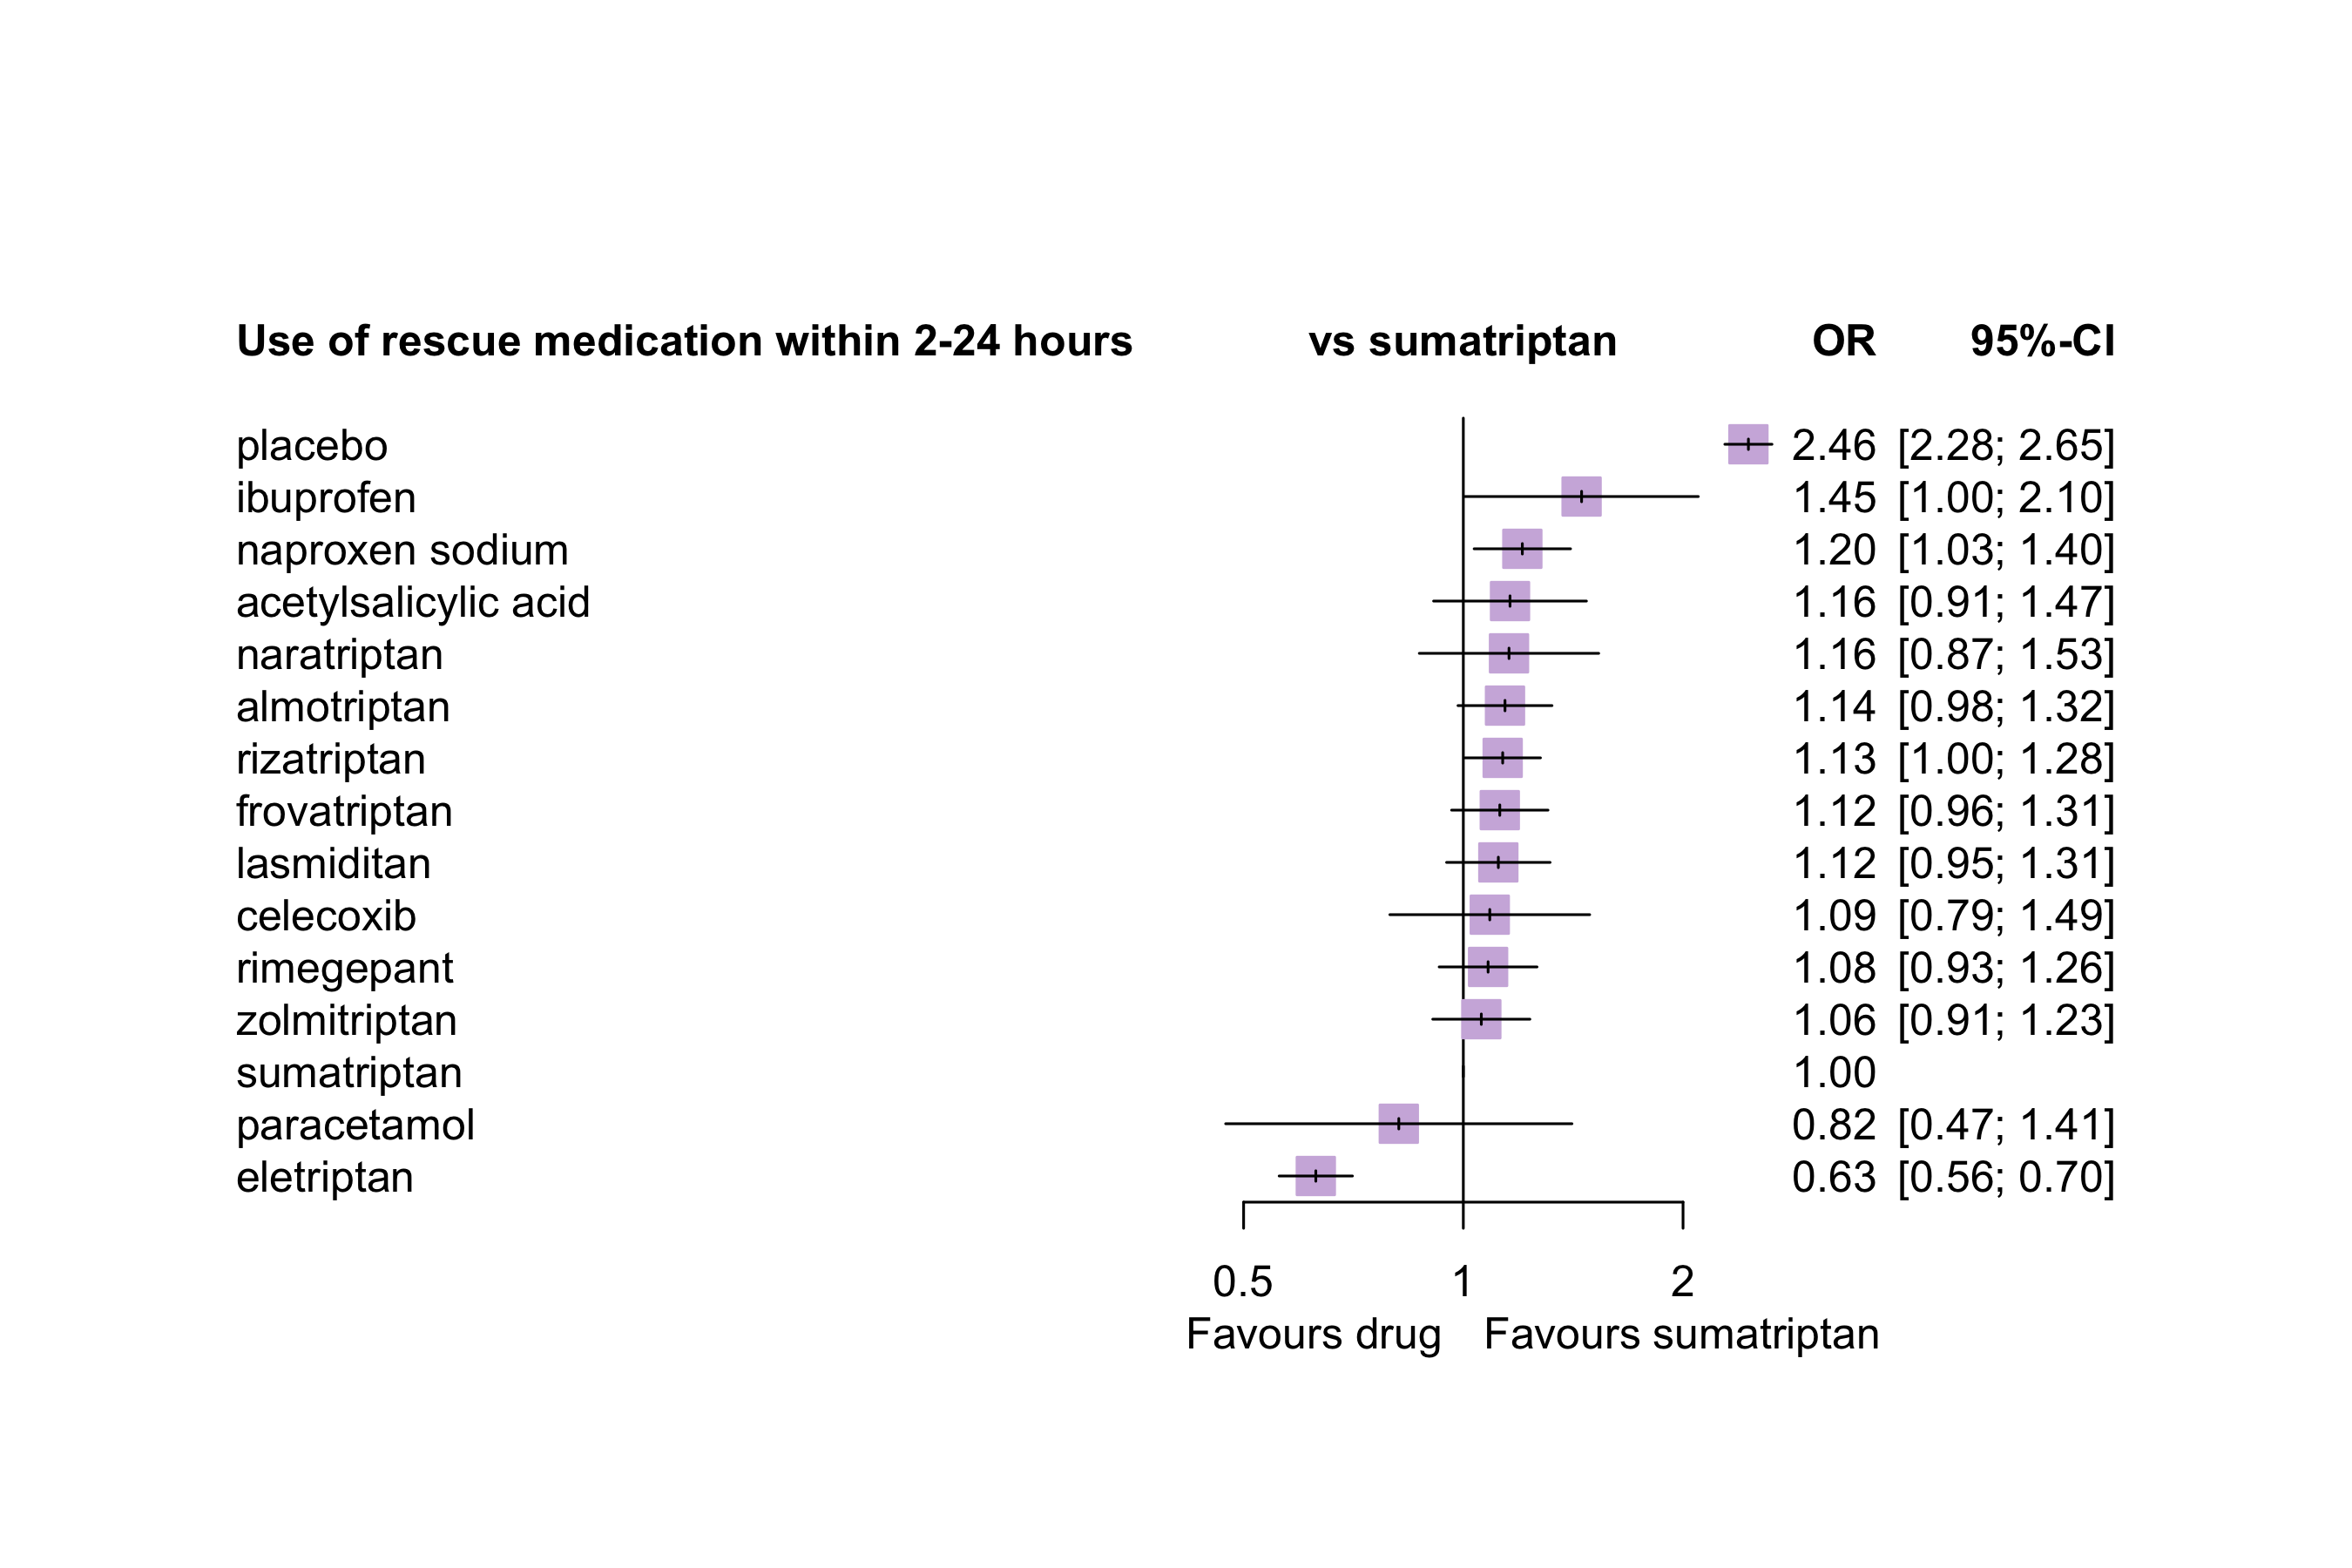 Use of rescue medication within 2-24 hours vs sumatriptan OR 95%-CI
placebo 2.46 [2.28; 2.65]
ibuprofen 1.45 [1.00; 2.10]
naproxen sodium 1.20 [1.03; 1.40]
acetylsalicylic acid 1.16 [0.91; 1.47]
naratriptan 1.16 [0.87; 1.53]
almotriptan 1.14 [0.98; 1.32]
rizatriptan 1.13 [1.00; 1.28]
frovatriptan 1.12 [0.96; 1.31]
lasmiditan 1.12 [0.95; 1.31]
celecoxib 1.09 [0.79; 1.49]
rimegepant 1.08 [0.93; 1.26]
zolmitriptan 1.06 [0.91; 1.23]
sumatriptan 1.00
paracetamol 0.82 [0.47; 1.41]
eletriptan 0.63 [0.56; 0.70]
0.5 1 2
Favours drug Favours sumatriptan